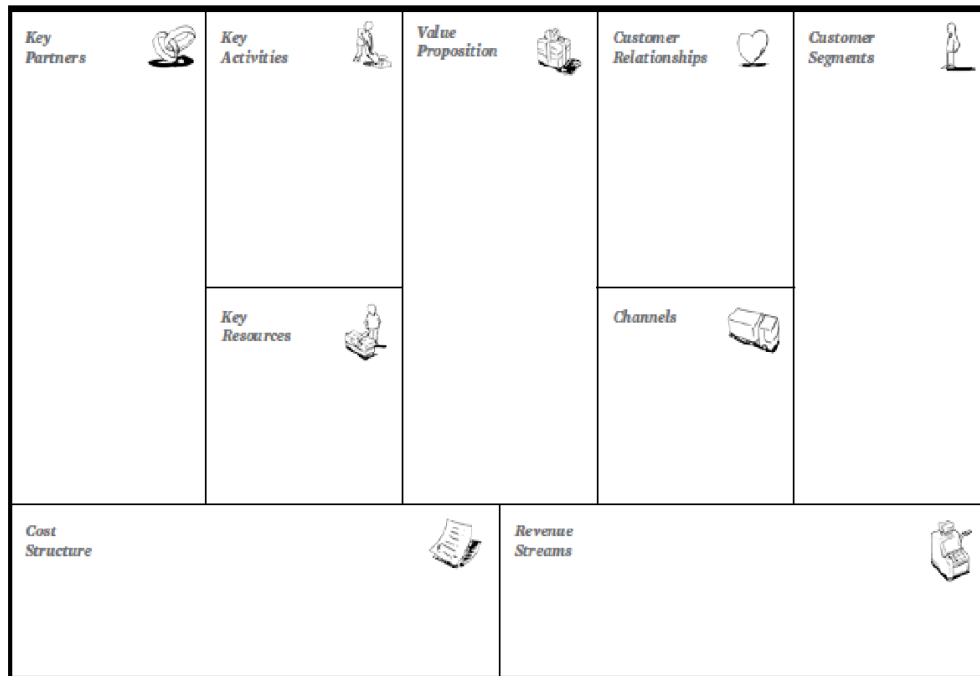 Key
Partners
Key
Activities
Value
Proposition
Customer
Relationships
Customer
Segments
Key
Resources
Channels
Cost
Structure
Revenue
Streams